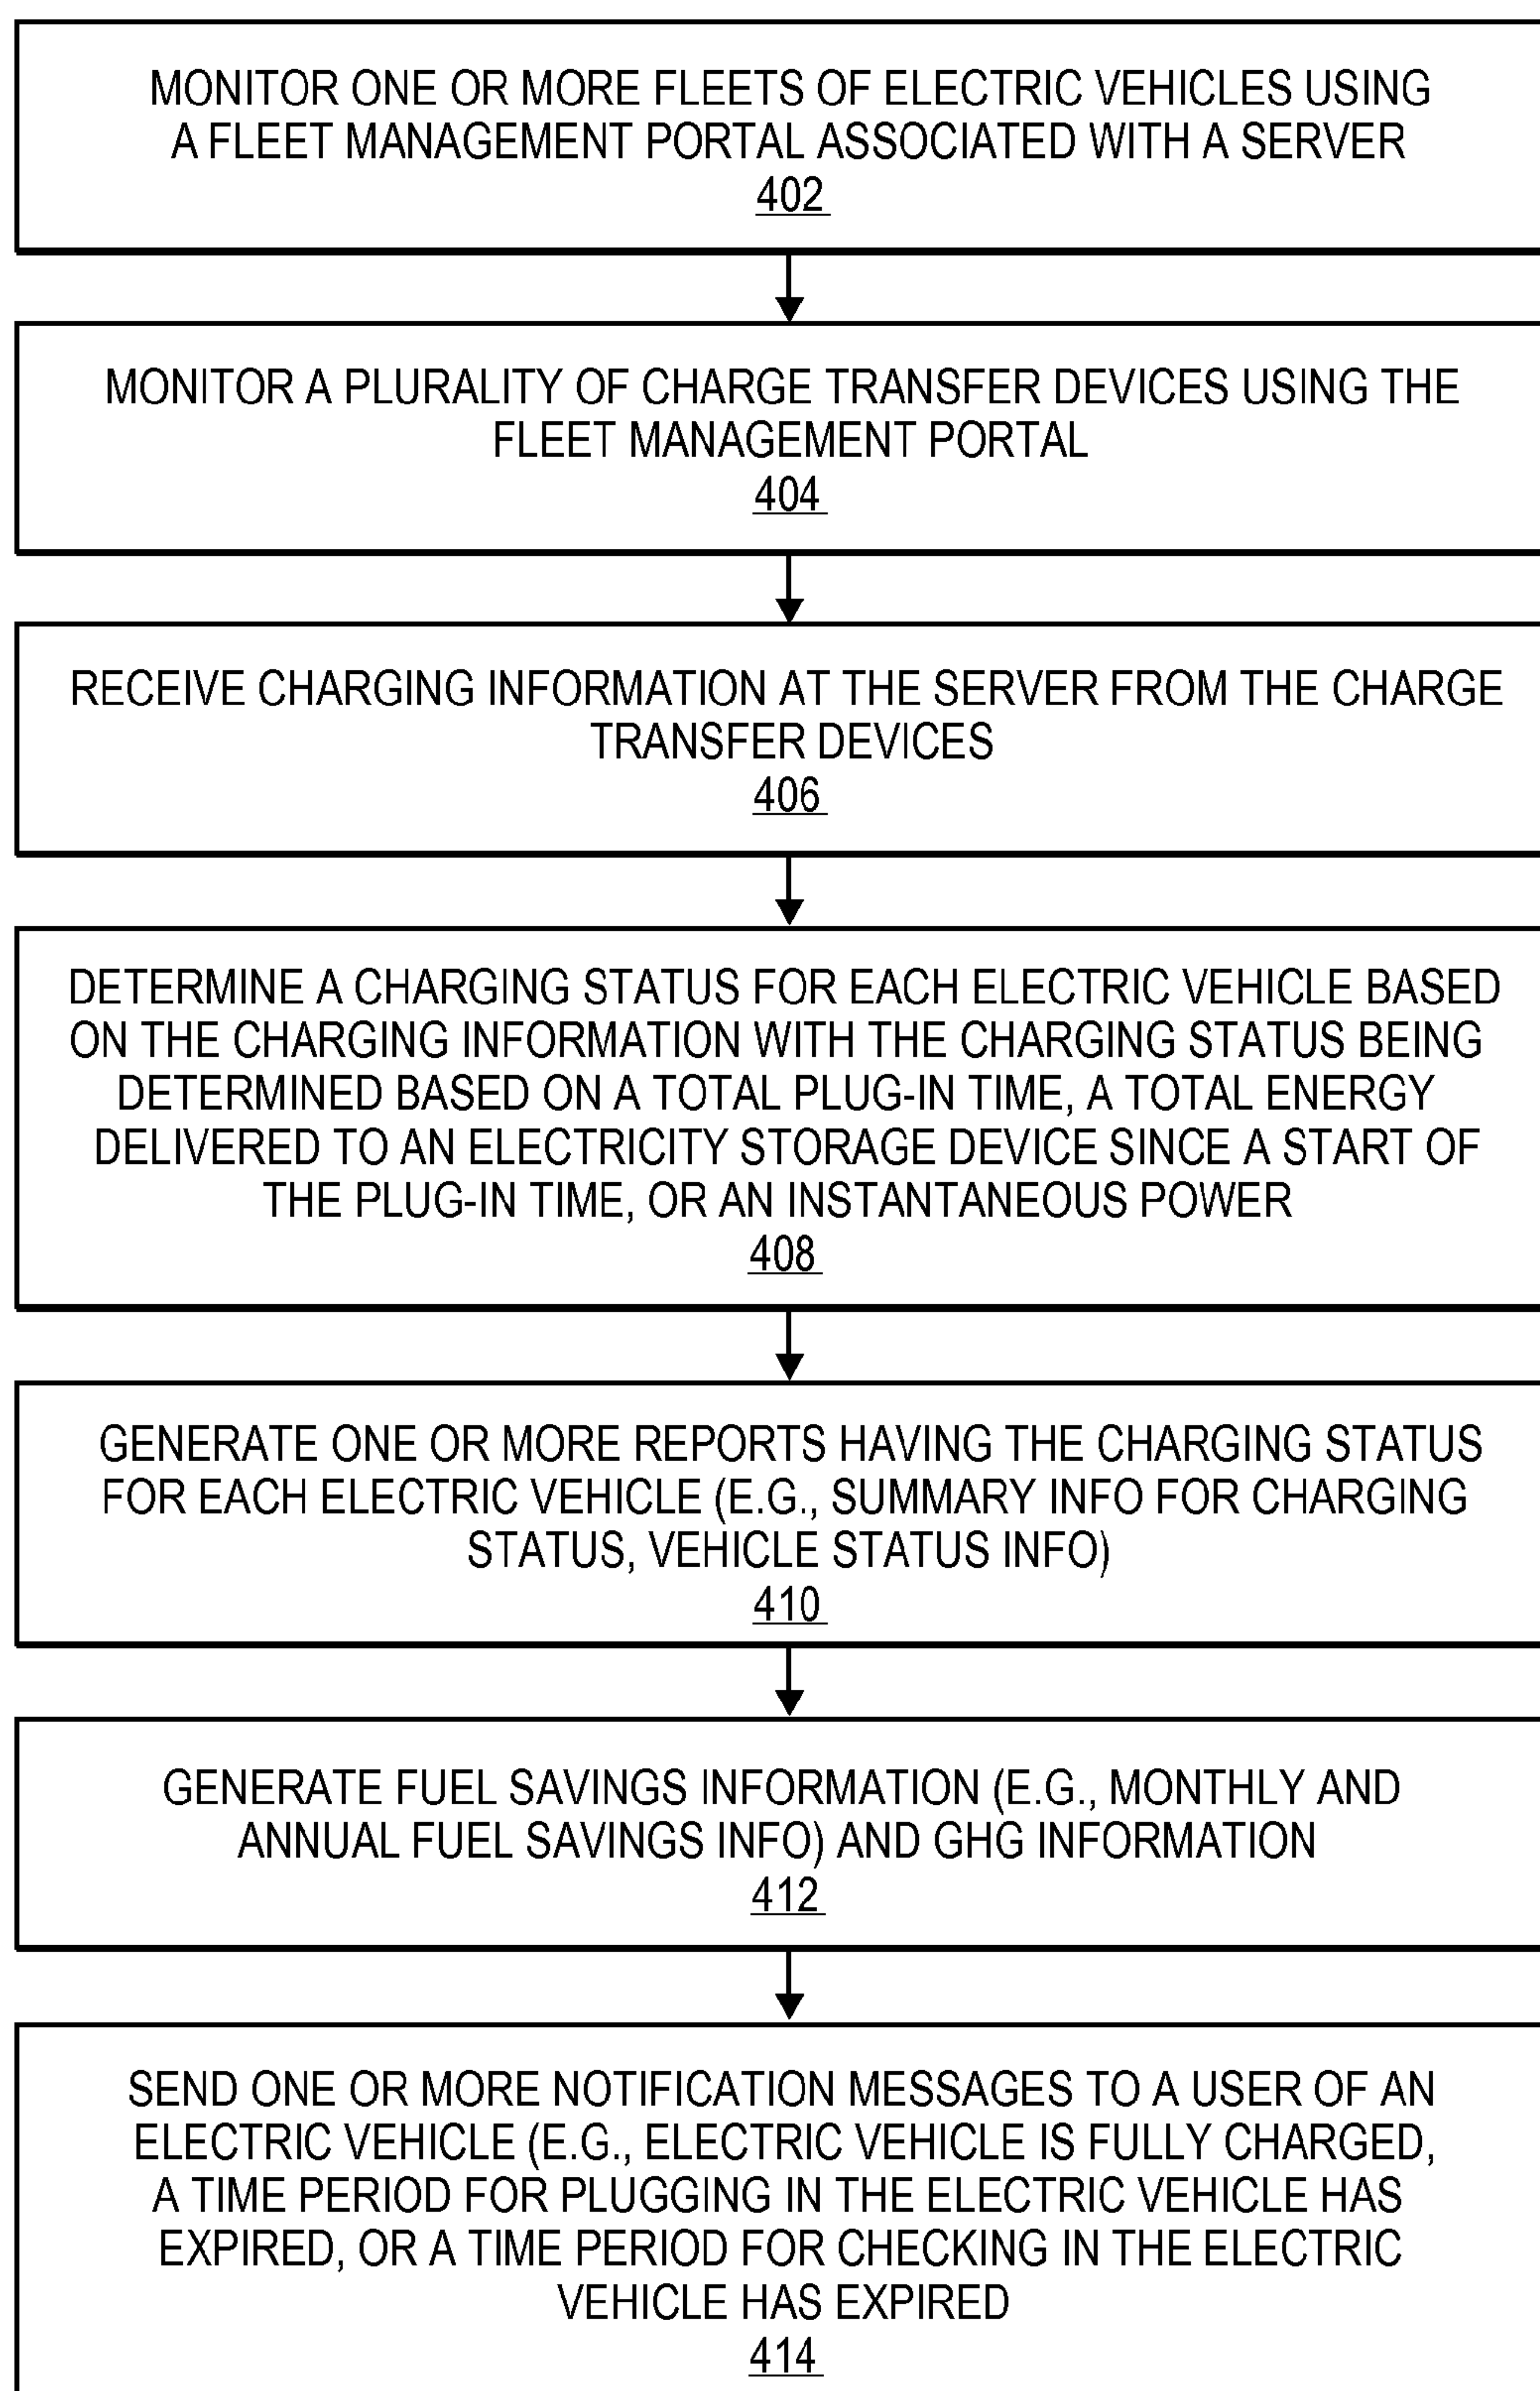 MONITOR ONE OR MORE FLEETS OF ELECTRIC VEHICLES USING
A FLEET MANAGEMENT PORTAL ASSOCIATED WITH A SERVER
402
MONITOR A PLURALITY OF CHARGE TRANSFER DEVICES USING THE
FLEET MANAGEMENT PORTAL
404
RECEIVE CHARGING INFORMATION AT THE SERVER FROM THE CHARGE
TRANSFER DEVICES
406
DETERMINE A CHARGING STATUS FOR EACH ELECTRIC VEHICLE BASED
ON THE CHARGING INFORMATION WITH THE CHARGING STATUS BEING
DETERMINED BASED ON A TOTAL PLUG-IN TIME, A TOTAL ENERGY
DELIVERED TO AN ELECTRICITY STORAGE DEVICE SINCE A START OF
THE PLUG-IN TIME, OR AN INSTANTANEOUS POWER
408
GENERATE ONE OR MORE REPORTS HAVING THE CHARGING STATUS
FOR EACH ELECTRIC VEHICLE (E.G., SUMMARY INFO FOR CHARGING
STATUS, VEHICLE STATUS INFO)
410
GENERATE FUEL SAVINGS INFORMATION (E.G., MONTHLY AND
ANNUAL FUEL SAVINGS INFO) AND GHG INFORMATION
412
SEND ONE OR MORE NOTIFICATION MESSAGES TO A USER OF AN
ELECTRIC VEHICLE (E.G., ELECTRIC VEHICLE IS FULLY CHARGED,
A TIME PERIOD FOR PLUGGING IN THE ELECTRIC VEHICLE HAS
EXPIRED, OR A TIME PERIOD FOR CHECKING IN THE ELECTRIC
VEHICLE HAS EXPIRED
414